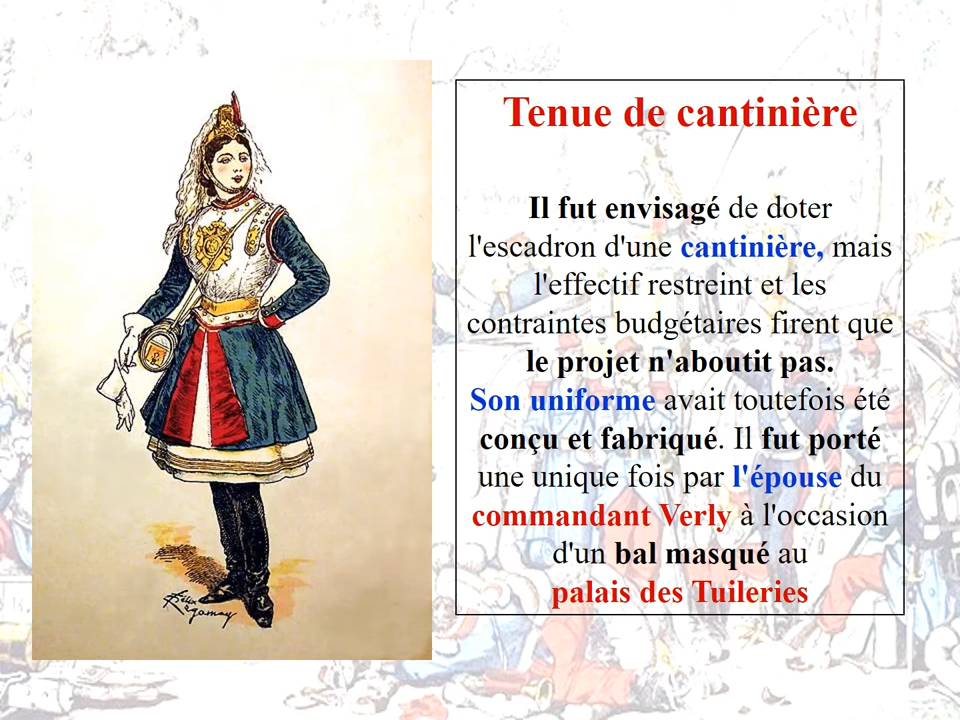 Tenue de cantinière
Il fut envisagé de doter
l'escadron d'une cantinière, mais
l'effectif restreint et les
contraintes budgétaires firent que
le projet n'aboutit pas.
Son uniforme avait toutefois été
conçu et fabriqué. Il fut porté
une unique fois par l'épouse du
commandant Verly à l'occasion
d'un bal masqué au
palais des Tuileries
Félix
Régamey